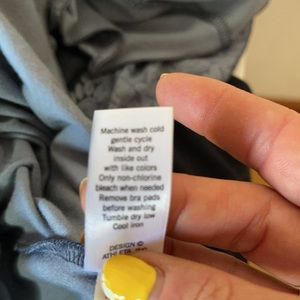 Machine wash cold
gentle cycle
Wash and dry
inside out
with like colors
Only non-chlorine
bleach when needed
Remove bra pads
before washing
Tumble dry low
Cool iron
DESIGN ©
ATHLETA